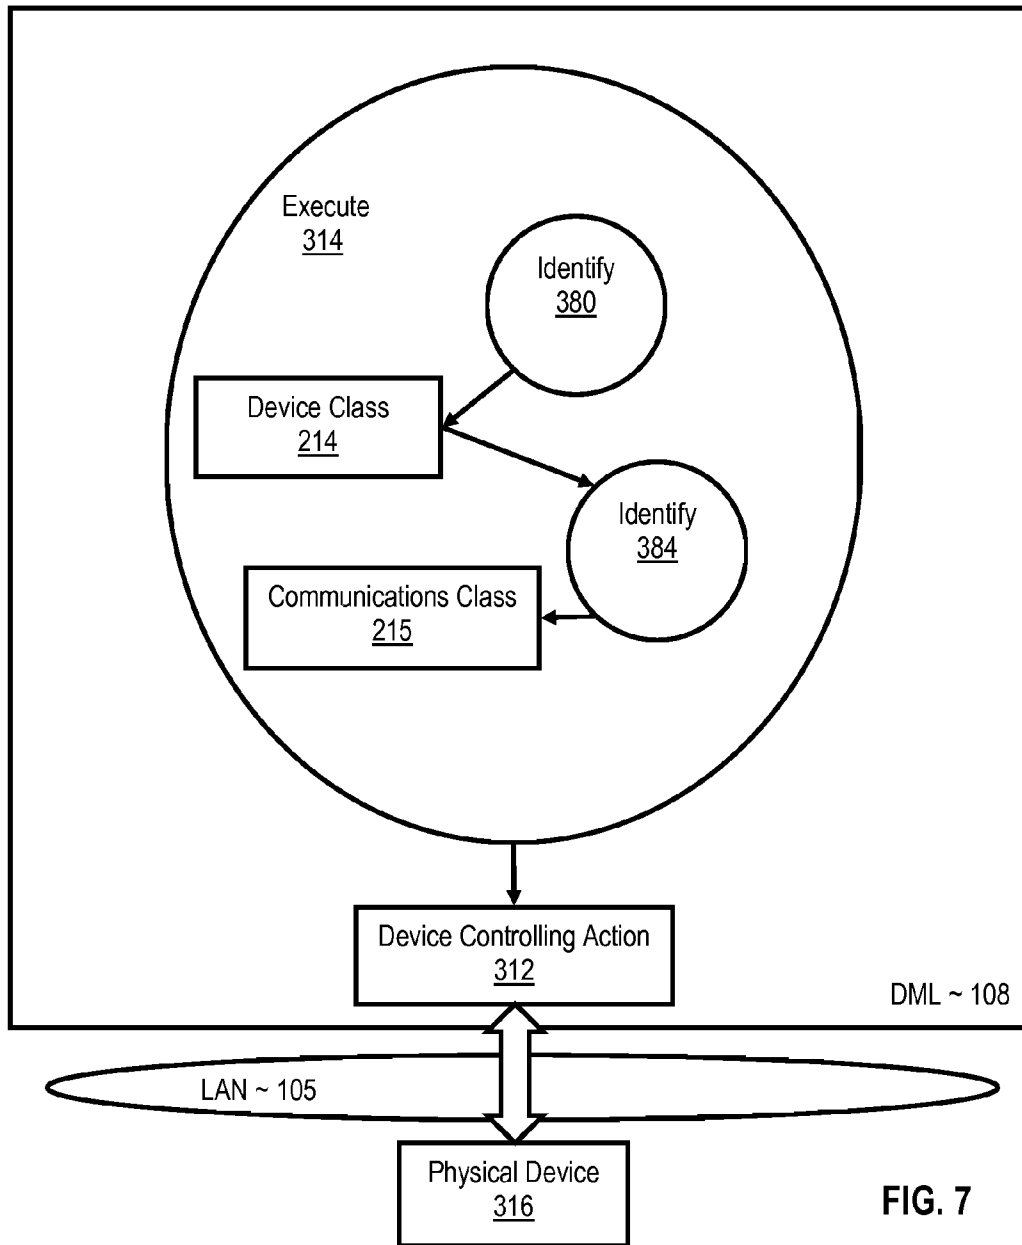 Execute
314
Identify
380
Device Class
214
Identify
384
Communications Class
215
Device Controlling Action
312
DML ~ 108
LAN ~ 105
Physical Device
316
FIG. 7